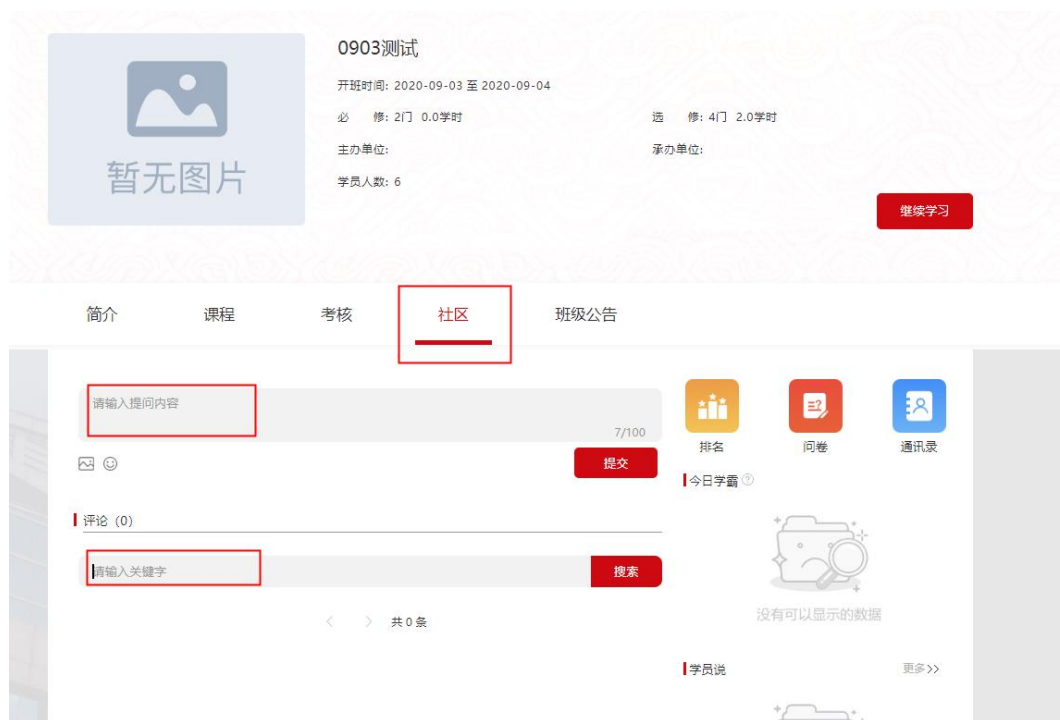 暂无图片
0903测试
开班时间: 2020-09-03 至 2020-09-04
必 修: 2门 0.0学时
选 修: 4门 2.0学时
主办单位:
承办单位:
学员人数: 6
继续学习
简介 课程 考核 社区 班级公告
请输入提问内容
7/100
提交
评论 (0)
请输入关键字
搜索
共 0 条
排名 问卷 通讯录
今日学霸 ?
没有可以显示的数据
学员说 更多>>